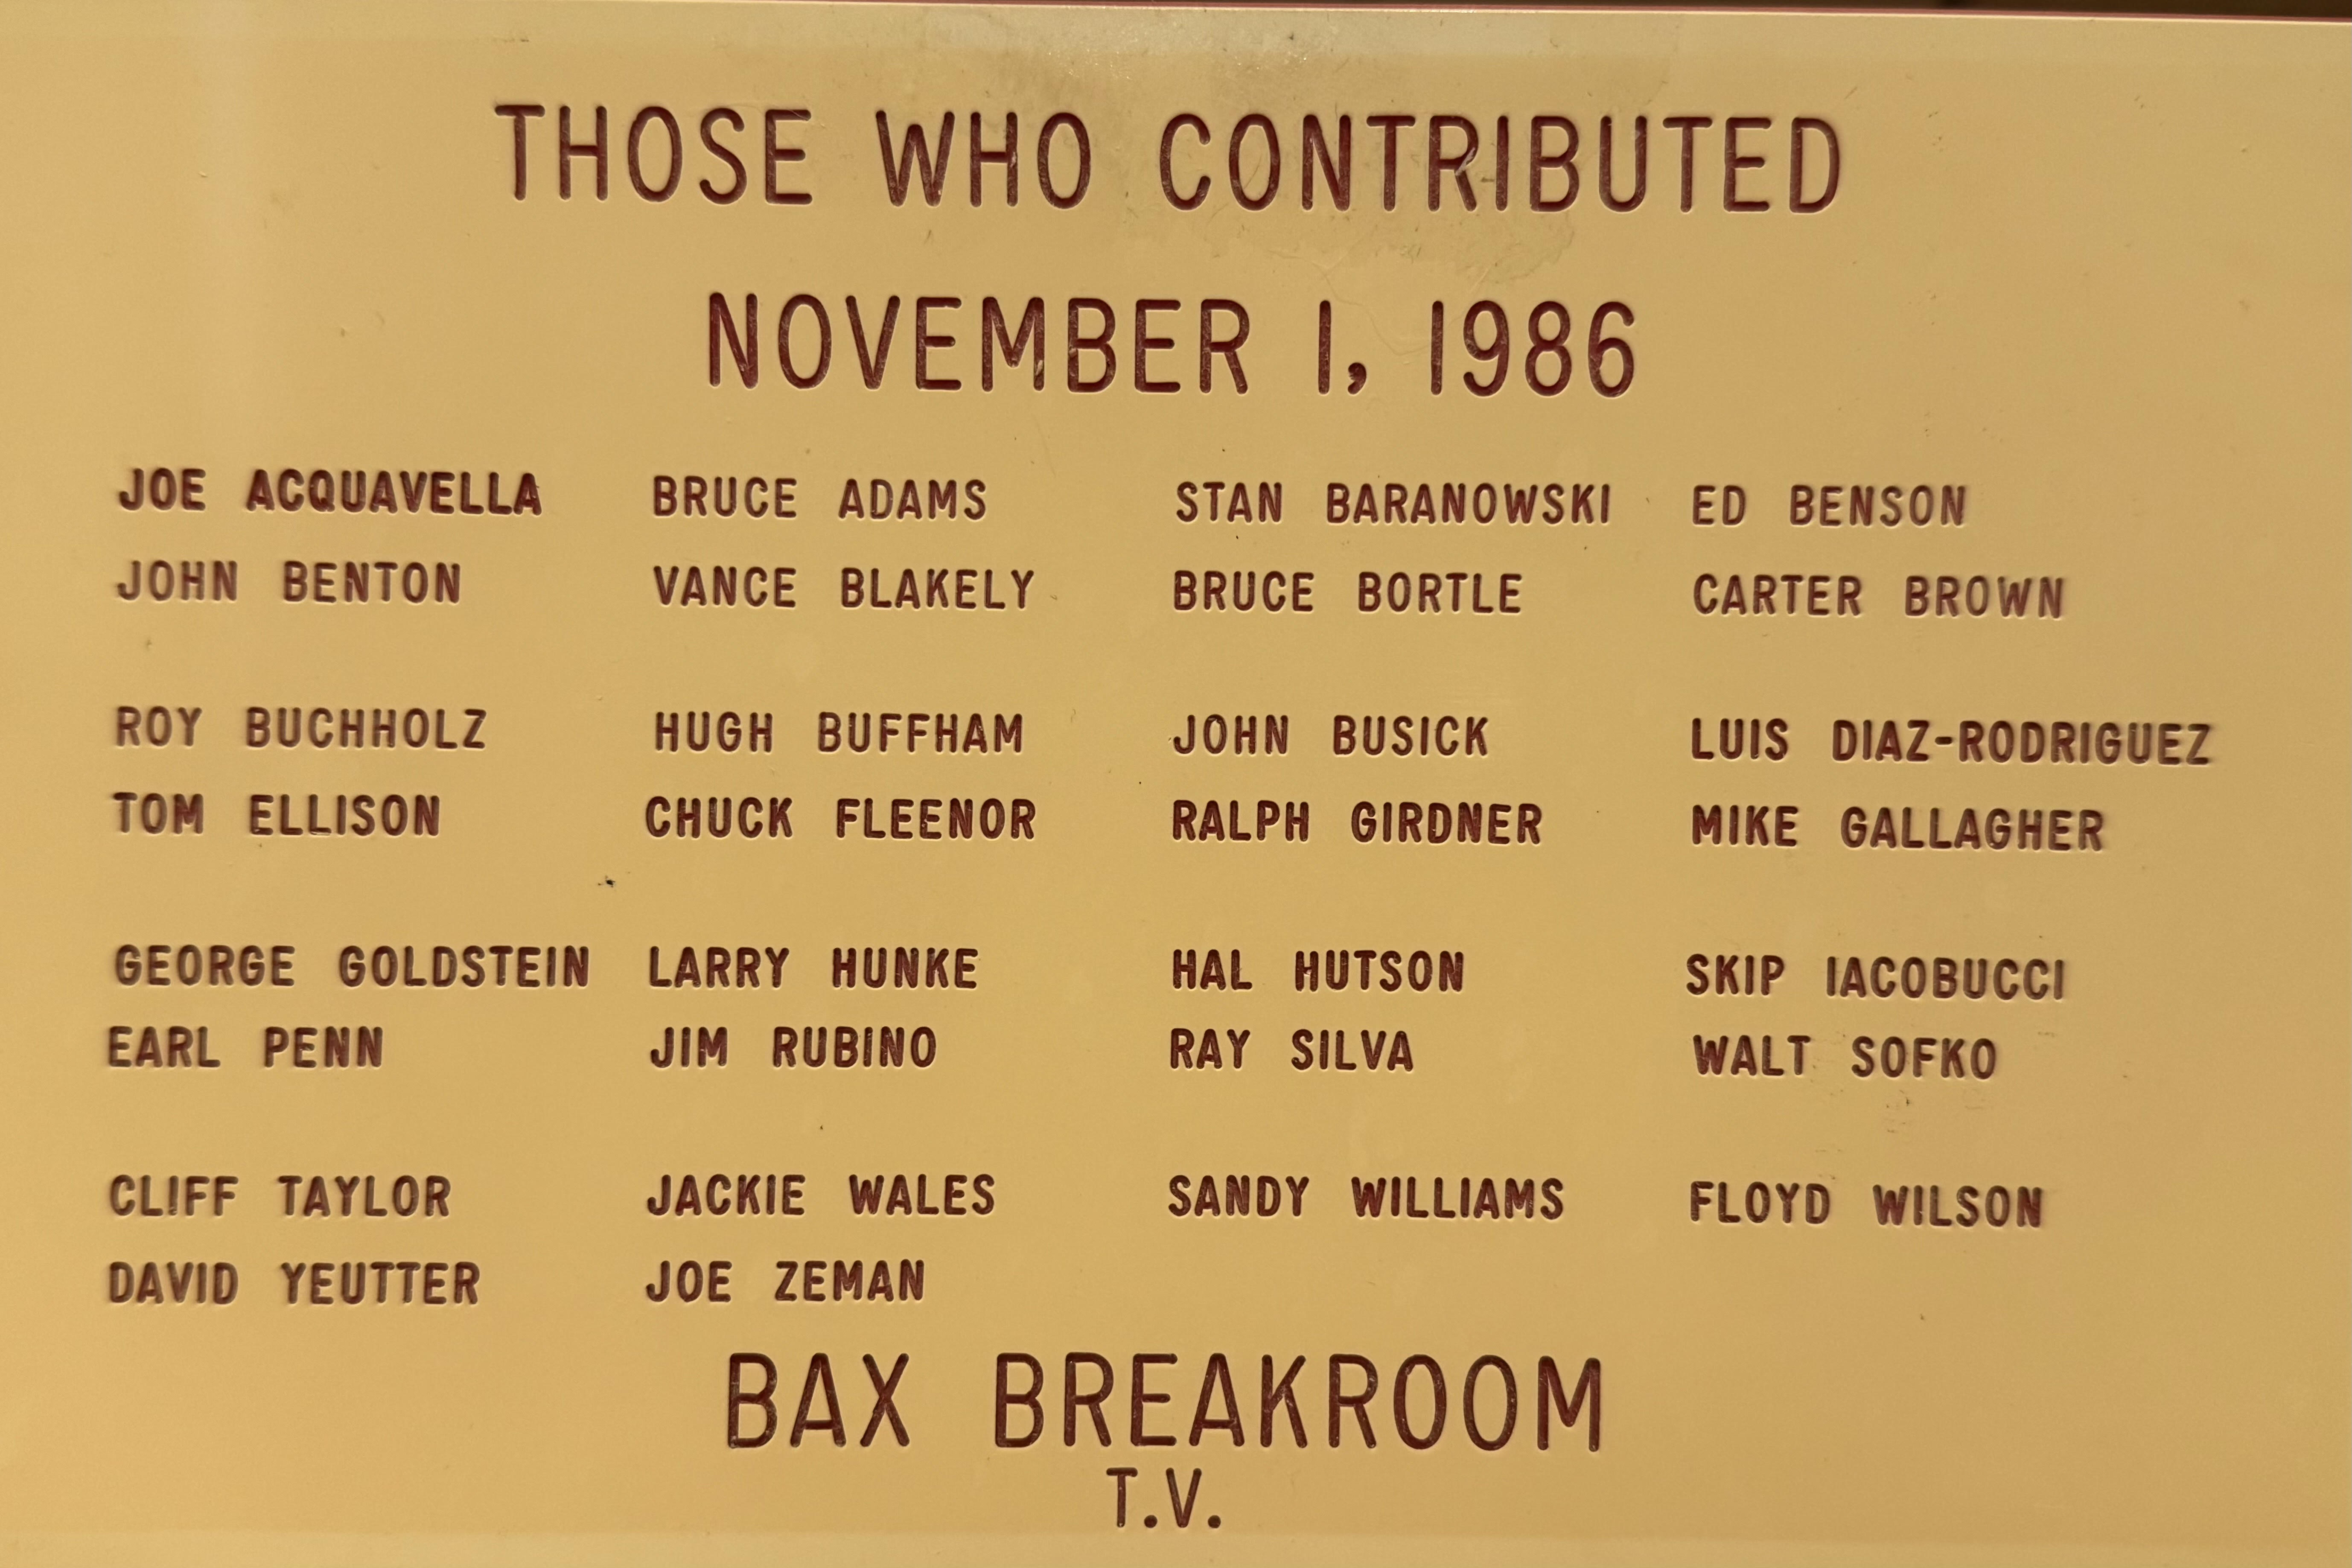 THOSE WHO CONTRIBUTED
NOVEMBER 1, 1986
JOE ACQUAVELLA BRUCE ADAMS STAN BARANOWSKI ED BENSON
JOHN BENTON VANCE BLAKELY BRUCE BORTLE CARTER BROWN
ROY BUCHHOLZ HUGH BUFFHAM JOHN BUSICK LUIS DIAZ-RODRIGUEZ
TOM ELLISON CHUCK FLEENOR RALPH GIRDNER MIKE GALLAGHER
GEORGE GOLDSTEIN LARRY HUNKE HAL HUTSON SKIP IACOBUCCI
EARL PENN JIM RUBINO RAY SILVA WALT SOFKO
CLIFF TAYLOR JACKIE WALES SANDY WILLIAMS FLOYD WILSON
DAVID YEUTTER JOE ZEMAN
BAX BREAKROOM
T.V.